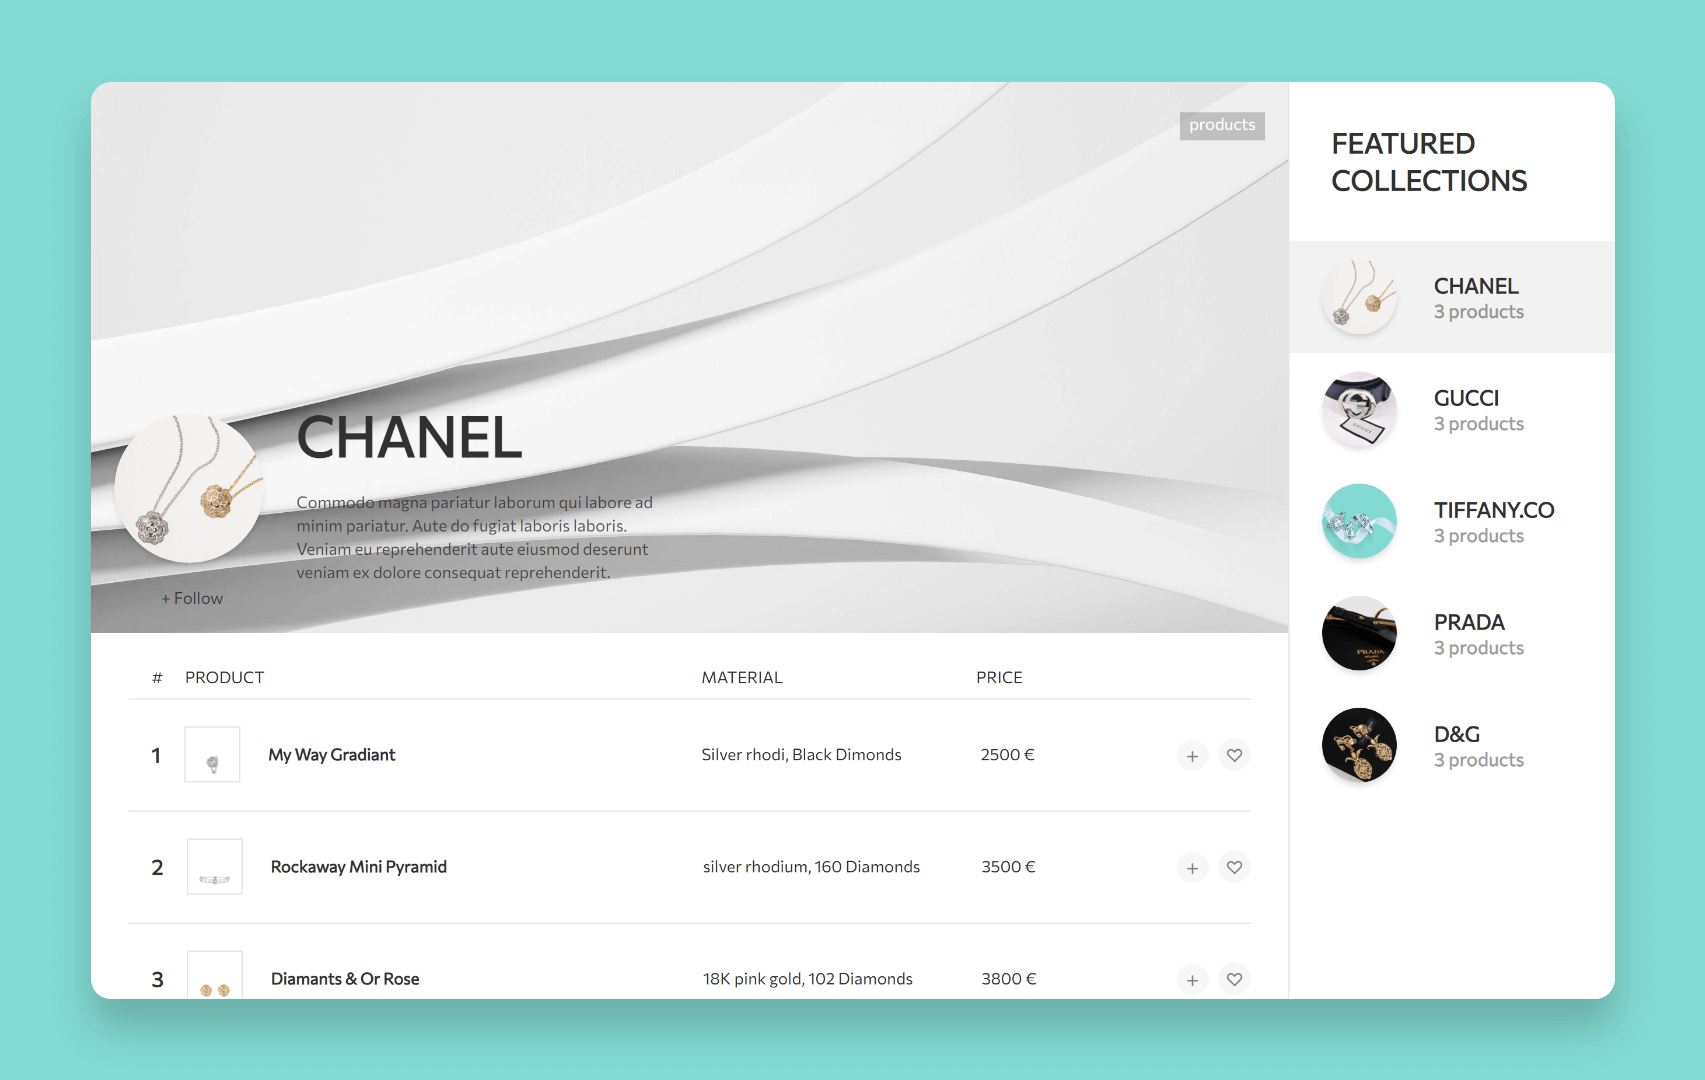 products
CHANEL
Commodo magna pariatur laborum qui labore ad
minim pariatur. Aute do fugiat laboris laboris.
Veniam eu reprehenderit aute eiusmod deserunt
veniam ex dolore consequat reprehenderit.
+ Follow
# PRODUCT MATERIAL PRICE
1 My Way Gradiant Silver rhodi, Black Dimonds 2500 €
2 Rockaway Mini Pyramid silver rhodium, 160 Diamonds 3500 €
3 Diamants & Or Rose 18K pink gold, 102 Diamonds 3800 €
FEATURED
COLLECTIONS
CHANEL
3 products
GUCCI
3 products
GUCCI
TIFFANY.CO
3 products
PRADA
3 products
PRADA
D&G
3 products